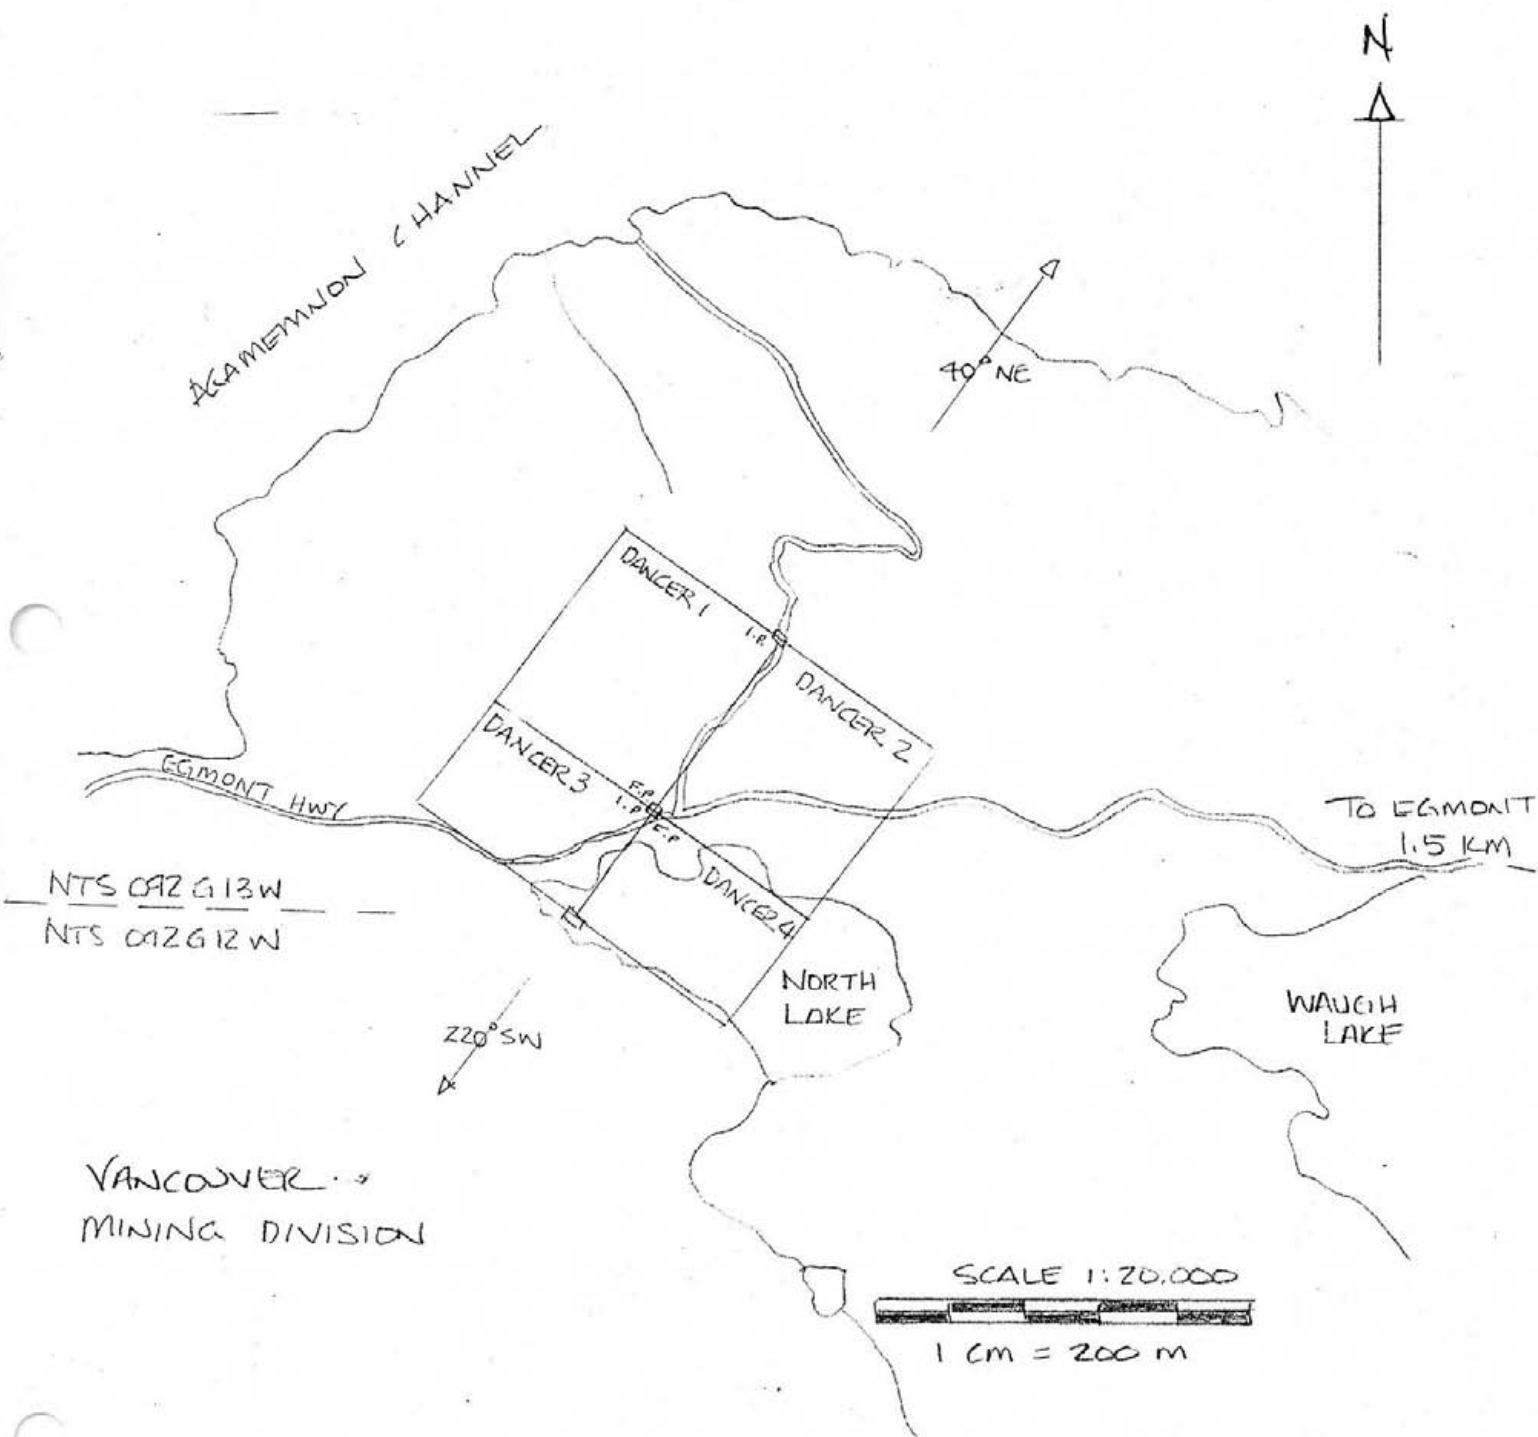 N
AGAMEMNON CHANNEL
40° NE
DANCER 1
I.P.
DANCER 2
DANCER 3
F.P.
I.P.
F.P.
DANCER 4
EGMONT HWY
TO EGMONT
1.5 KM
NTS 092G13W
NTS 092G12W
NORTH
LAKE
WAUGH
LAKE
220° SW
VANCOUVER
MINING DIVISION
SCALE 1:20,000
1 cm = 200 m